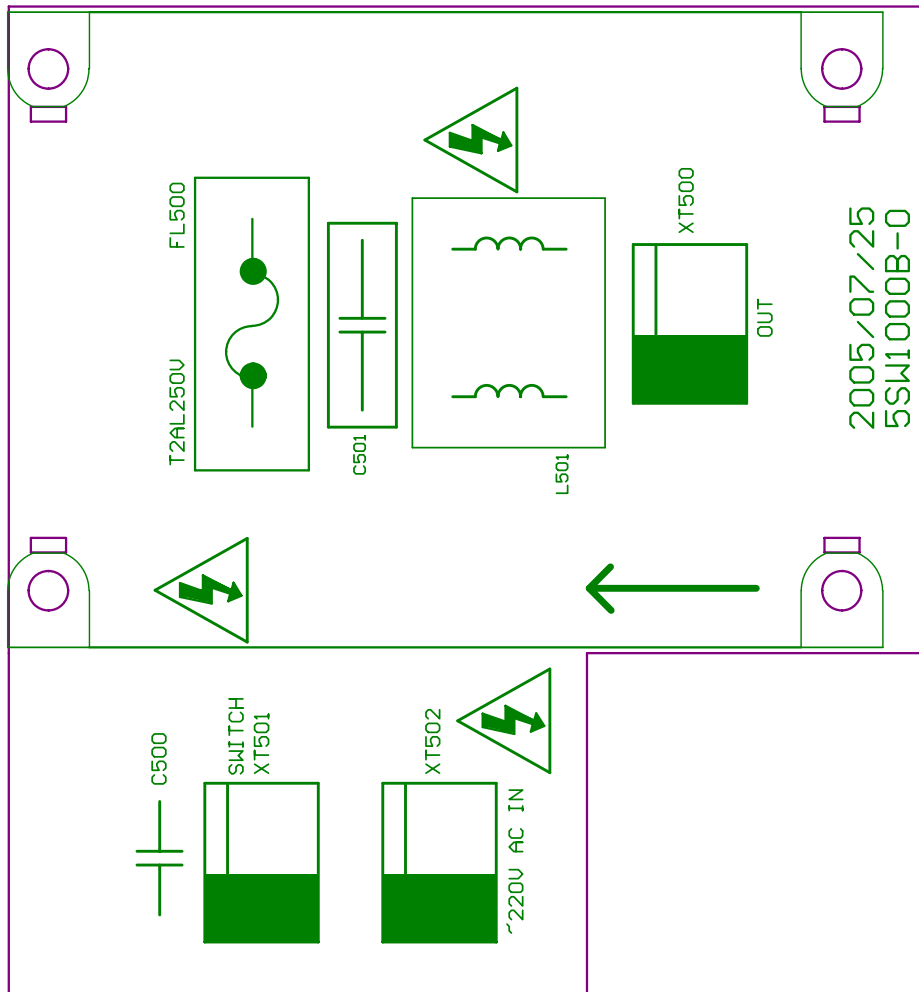 FL500
T2AL250V
C501
L501
XT500
OUT
2005/07/25
5SW1000B-0
C500
SWITCH
XT501
XT502
~220V AC IN